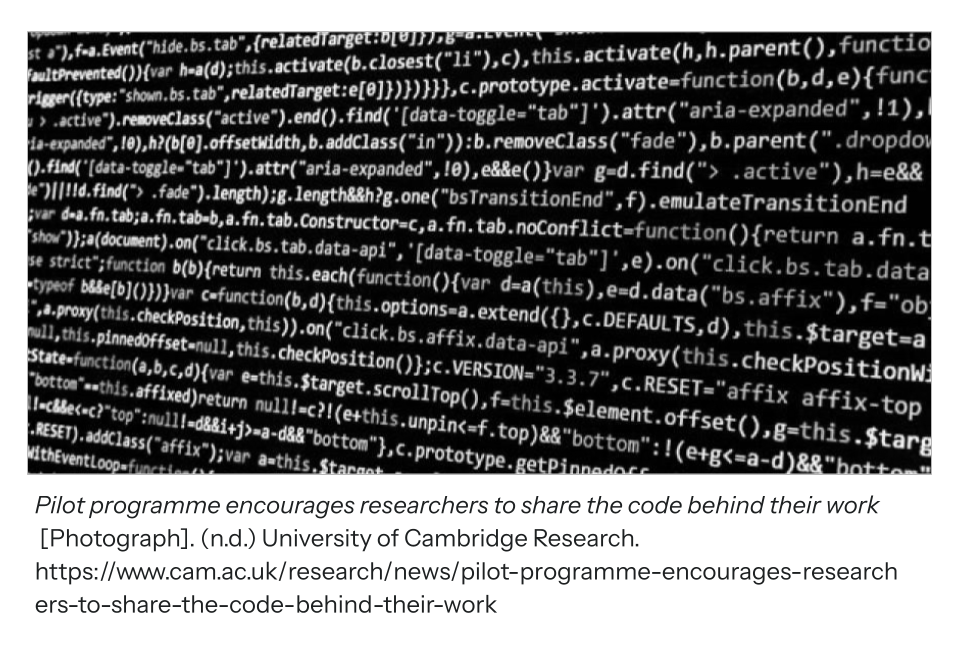 st a"),f=a.Event("hide.bs.tab",{relatedTarget:b[0]}),g=a.Event(
faultPrevented()){var h=a(d);this.activate(b.closest("li"),c),this.activate(h,h.parent(),functio
rigger({type:"shown.bs.tab",relatedTarget:e[0]})})}}},c.prototype.activate=function(b,d,e){func
> .active").removeClass("active").end().find('[data-toggle="tab"]').attr("aria-expanded",!1),
ia-expanded",!0),h?(b[0].offsetWidth,b.addClass("in")):b.removeClass("fade"),b.parent(".dropdow
().find('[data-toggle="tab"]').attr("aria-expanded",!0),e&&e()}var g=d.find("> .active"),h=e&&
de")||!!d.find("> .fade").length);g.length&&h?g.one("bsTransitionEnd",f).emulateTransitionEnd
;var d=a.fn.tab;a.fn.tab=b,a.fn.tab.Constructor=c,a.fn.tab.noConflict=function(){return a.fn.t
"show")};a(document).on("click.bs.tab.data-api",'[data-toggle="tab"]',e).on("click.bs.tab.data
se strict";function b(b){return this.each(function(){var d=a(this),e=d.data("bs.affix"),f="ob
=typeof b&&e[b]()})}var c=function(b,d){this.options=a.extend({},c.DEFAULTS,d),this.$target=a
",a.proxy(this.checkPosition,this)).on("click.bs.affix.data-api",a.proxy(this.checkPositionWi
null,this.pinnedOffset=null,this.checkPosition()};c.VERSION="3.3.7",c.RESET="affix affix-top
State=function(a,b,c,d){var e=this.$target.scrollTop(),f=this.$element.offset(),g=this.$targ
"bottom"==this.affixed)return null!=c?!(e+this.unpin<=f.top)&&"bottom":!(e+g<=a-d)&&"bottom"
l!=c&&e<=c?"top":null!=d&&i+j>=a-d&&"bottom"},c.prototype.getPinnedOff
.RESET).addClass("affix");var a=this.$target
WithEventLoop=function(
Pilot programme encourages researchers to share the code behind their work
[Photograph]. (n.d.) University of Cambridge Research.
https://www.cam.ac.uk/research/news/pilot-programme-encourages-research
ers-to-share-the-code-behind-their-work